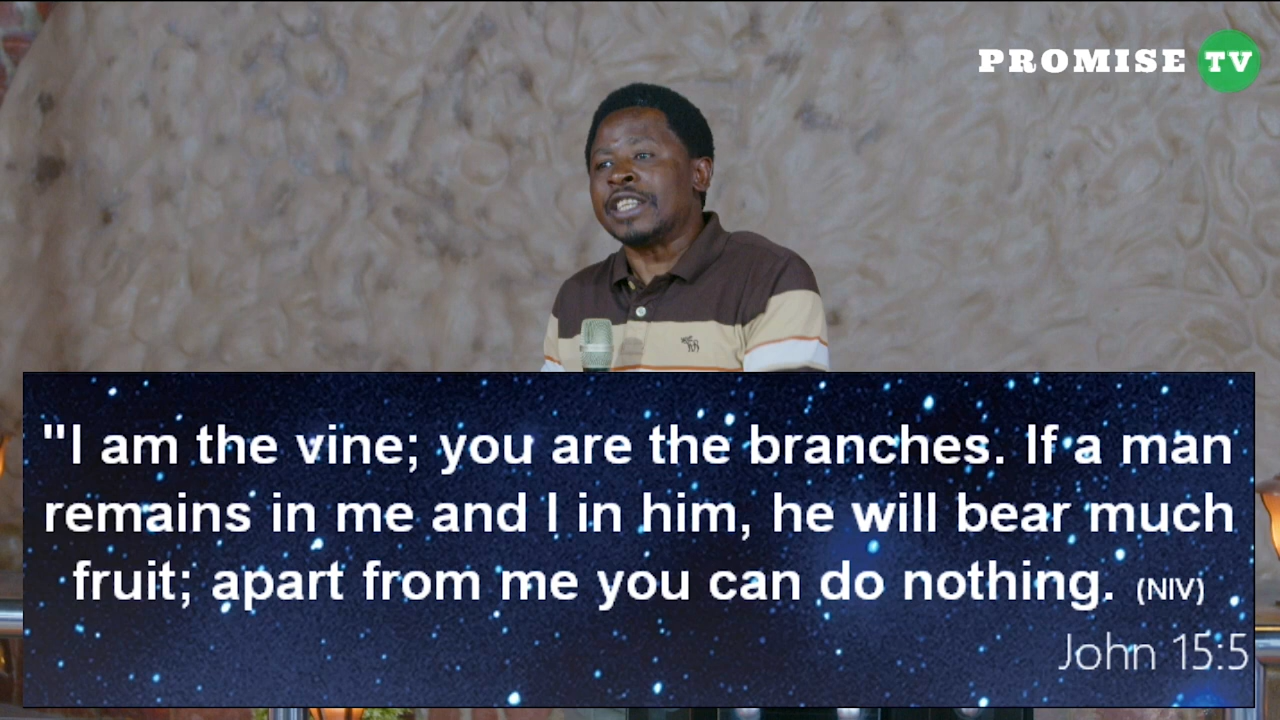 PROMISE TV
"I am the vine; you are the branches. If a man
remains in me and I in him, he will bear much
fruit; apart from me you can do nothing. (NIV)
John 15:5